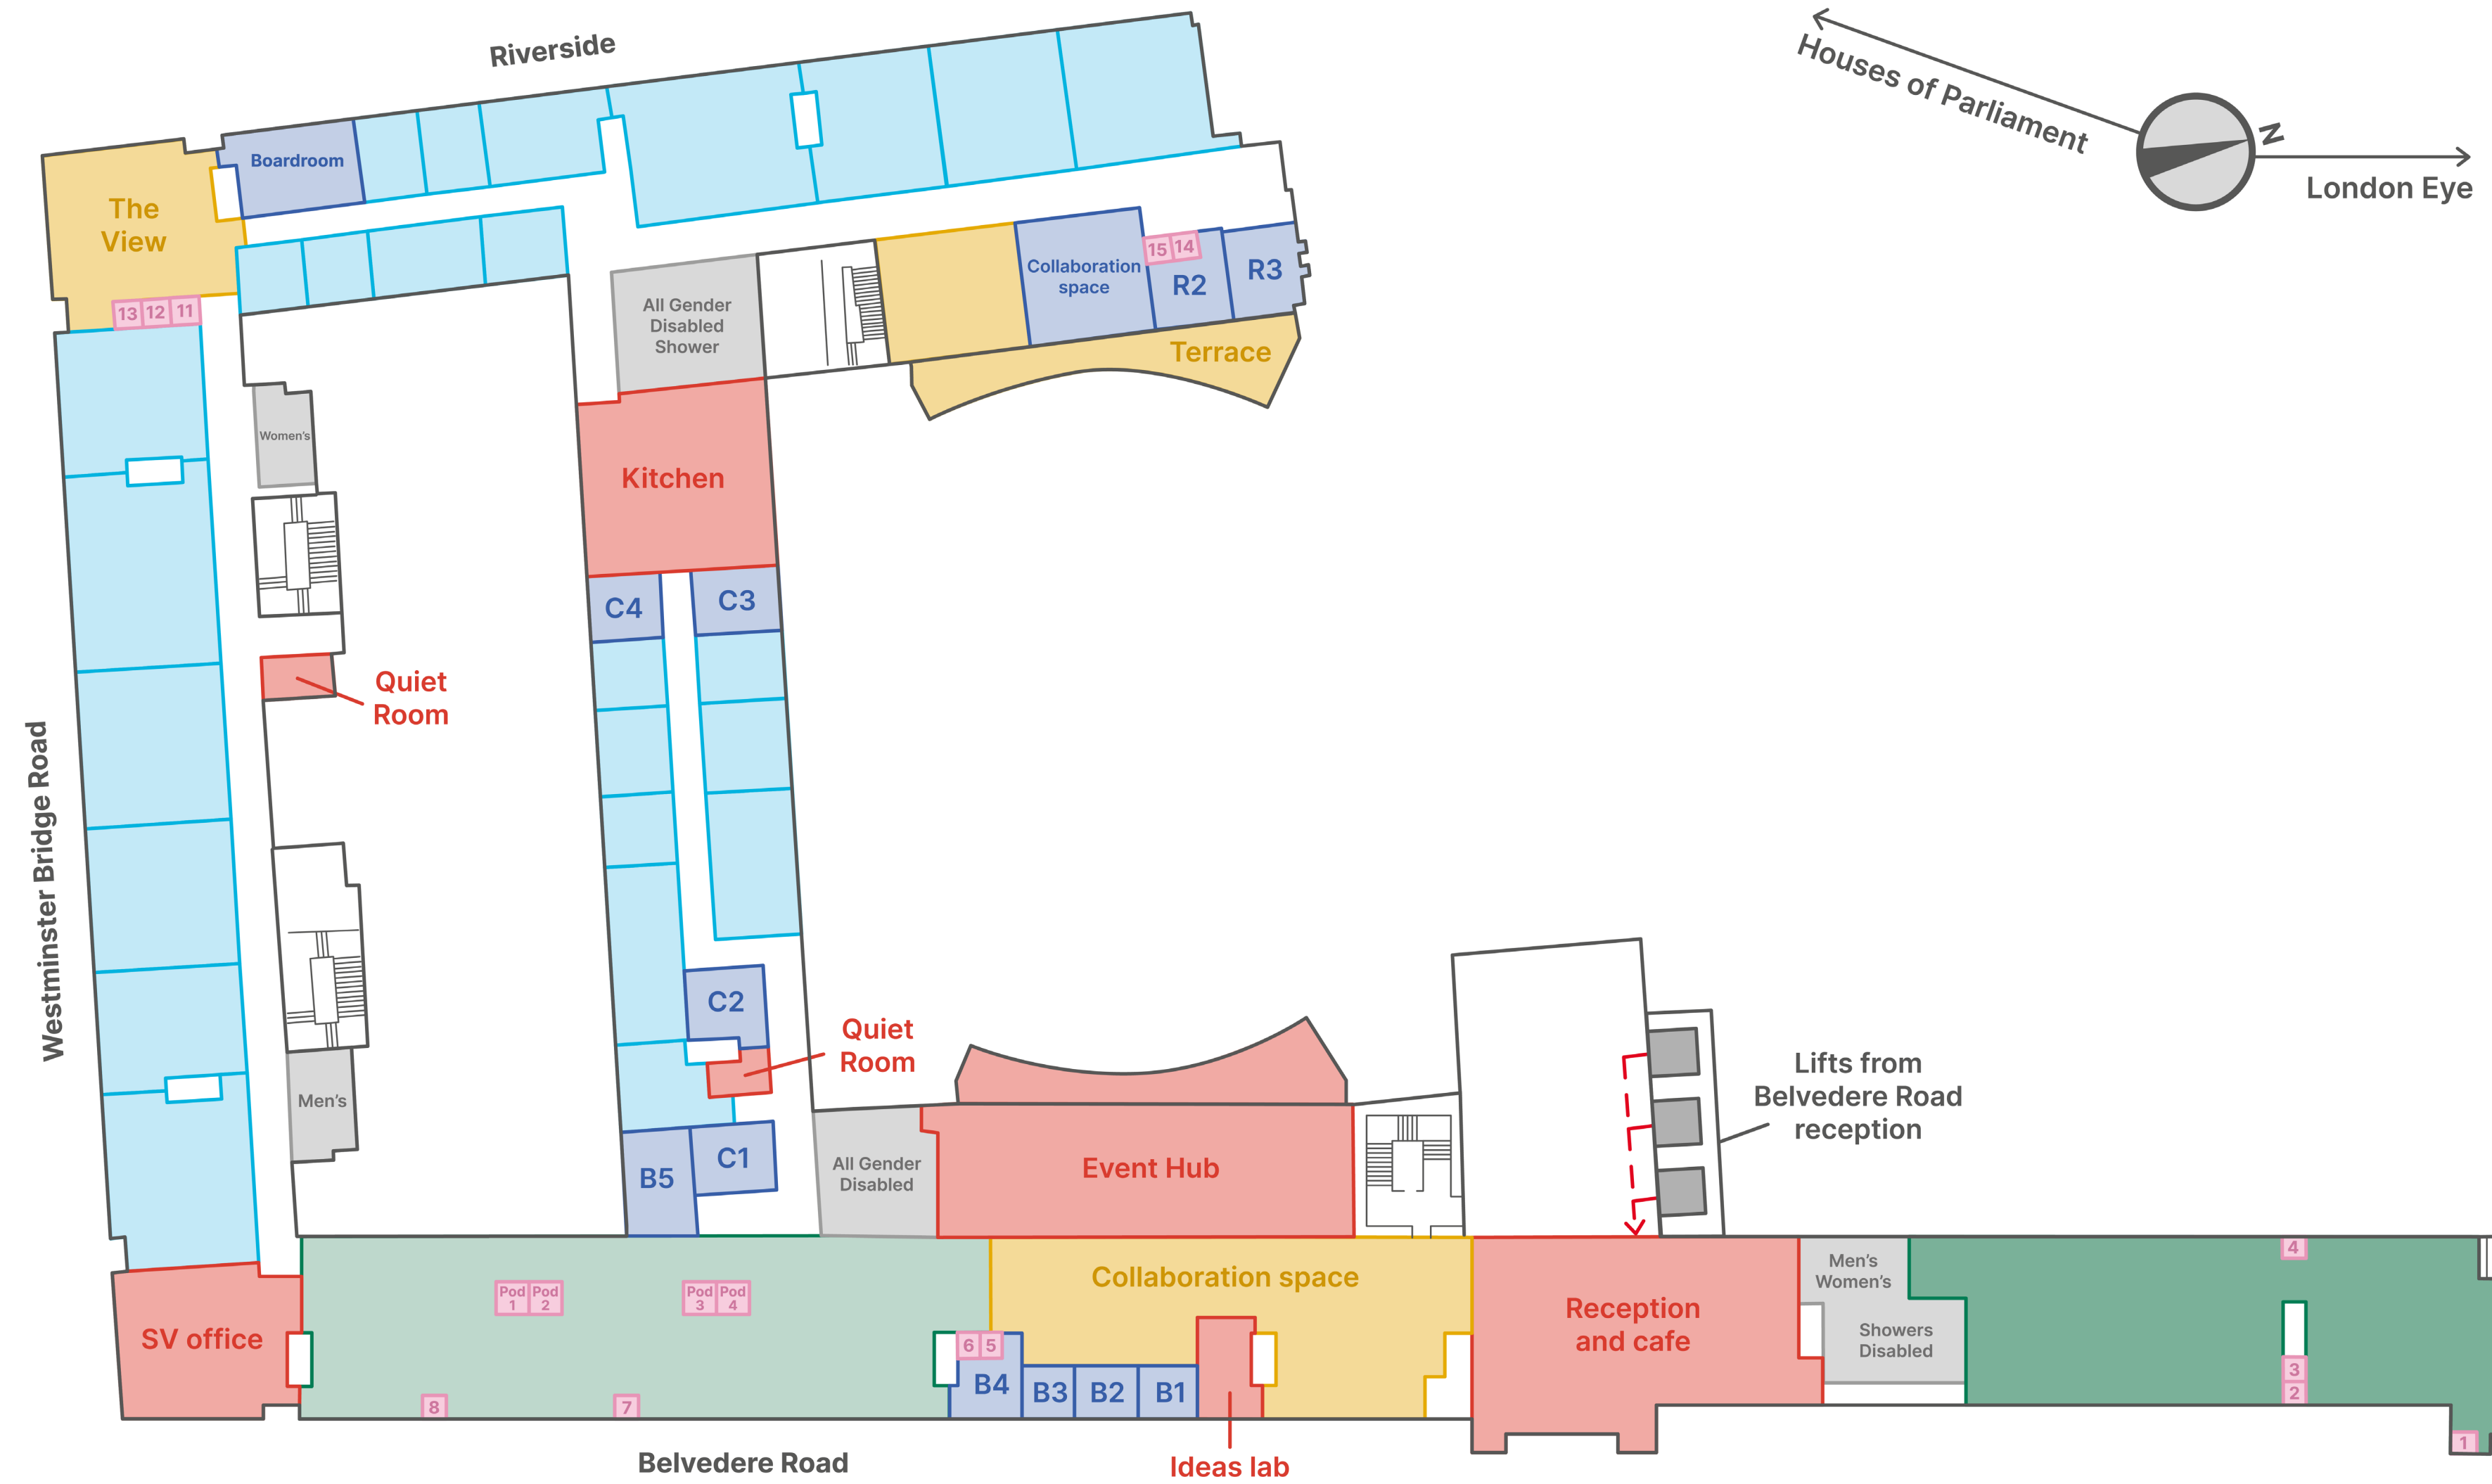 Riverside
Houses of Parliament
N
London Eye
Boardroom
The
View
13 12 11
Collaboration
space
15 14
R2
R3
Terrace
All Gender
Disabled
Shower
Women's
Kitchen
C4
C3
Quiet
Room
Westminster Bridge Road
C2
Quiet
Room
Men's
B5
C1
All Gender
Disabled
Event Hub
Lifts from
Belvedere Road
reception
SV office
Pod
1
Pod
2
Pod
3
Pod
4
8
7
6 5
B4
B3
B2
B1
Collaboration space
Ideas lab
Reception
and cafe
Men's
Women's
Showers
Disabled
4
3
2
1
Belvedere Road